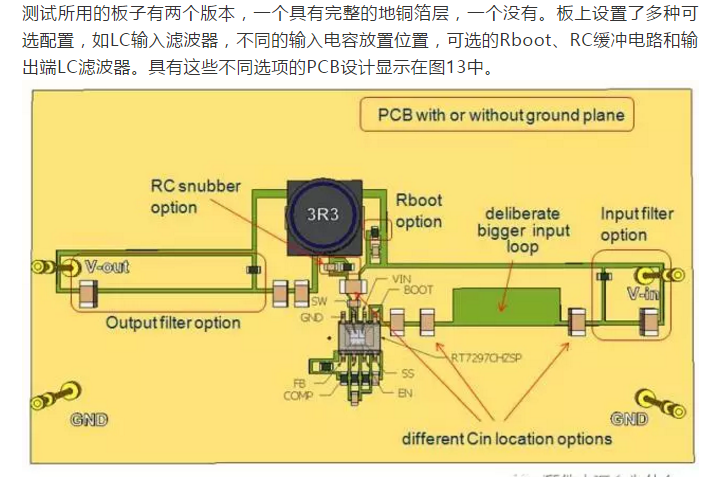 测试所用的板子有两个版本，一个具有完整的地铜箔层，一个没有。板上设置了多种可
选配置，如LC输入滤波器，不同的输入电容放置位置，可选的Rboot、RC缓冲电路和输
出端LC滤波器。具有这些不同选项的PCB设计显示在图13中。
PCB with or without ground plane
RC snubber
option
3R3
Rboot
option
deliberate
bigger input
loop
Input filter
option
V-out
VIN
BOOT
V-in
SW
GND
Output filter option
RT7297CHZSP
FB
COMP
SS
EN
GND
GND
different Cin location options